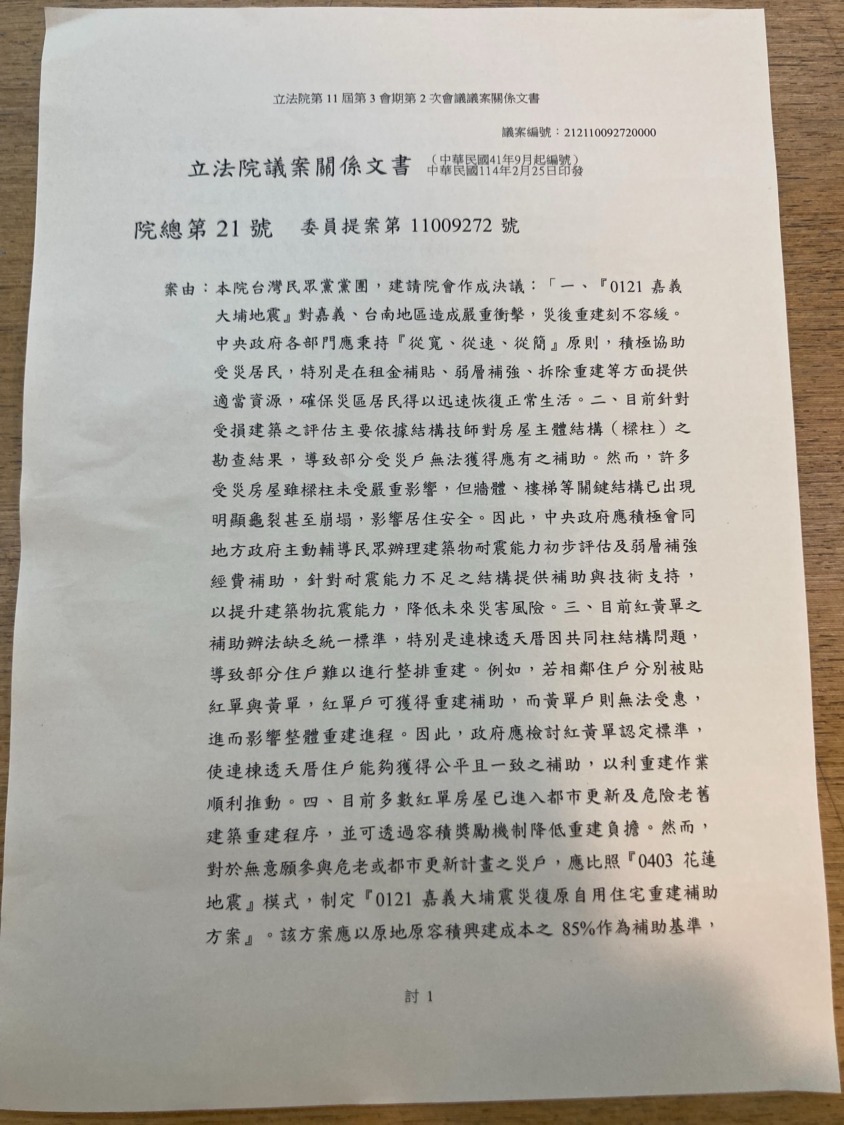 立法院第 11 屆第 3 會期第 2 次會議議案關係文書
議案編號：212110092720000
立法院議案關係文書 （中華民國41年9月起編號）
中華民國114年2月25日印發
院總第 21 號 委員提案第 11009272 號
案由：本院台灣民眾黨黨團，建請院會作成決議：「一、『0121 嘉義
大埔地震』對嘉義、台南地區造成嚴重衝擊，災後重建刻不容緩。
中央政府各部門應秉持『從寬、從速、從簡』原則，積極協助
受災居民，特別是在租金補貼、弱層補強、拆除重建等方面提供
適當資源，確保災區居民得以迅速恢復正常生活。二、目前針對
受損建築之評估主要依據結構技師對房屋主體結構（樑柱）之
勘查結果，導致部分受災戶無法獲得應有之補助。然而，許多
受災房屋雖樑柱未受嚴重影響，但牆體、樓梯等關鍵結構已出現
明顯龜裂甚至崩塌，影響居住安全。因此，中央政府應積極會同
地方政府主動輔導民眾辦理建築物耐震能力初步評估及弱層補強
經費補助，針對耐震能力不足之結構提供補助與技術支持，
以提升建築物抗震能力，降低未來災害風險。三、目前紅黃單之
補助辦法缺乏統一標準，特別是連棟透天厝因共同柱結構問題，
導致部分住戶難以進行整排重建。例如，若相鄰住戶分別被貼
紅單與黃單，紅單戶可獲得重建補助，而黃單戶則無法受惠，
進而影響整體重建進程。因此，政府應檢討紅黃單認定標準，
使連棟透天厝住戶能夠獲得公平且一致之補助，以利重建作業
順利推動。四、目前多數紅單房屋已進入都市更新及危險老舊
建築重建程序，並可透過容積獎勵機制降低重建負擔。然而，
對於無意願參與危老或都市更新計畫之災戶，應比照『0403 花蓮
地震』模式，制定『0121 嘉義大埔震災復原自用住宅重建補助
方案』。該方案應以原地原容積興建成本之 85%作為補助基準，
討 1